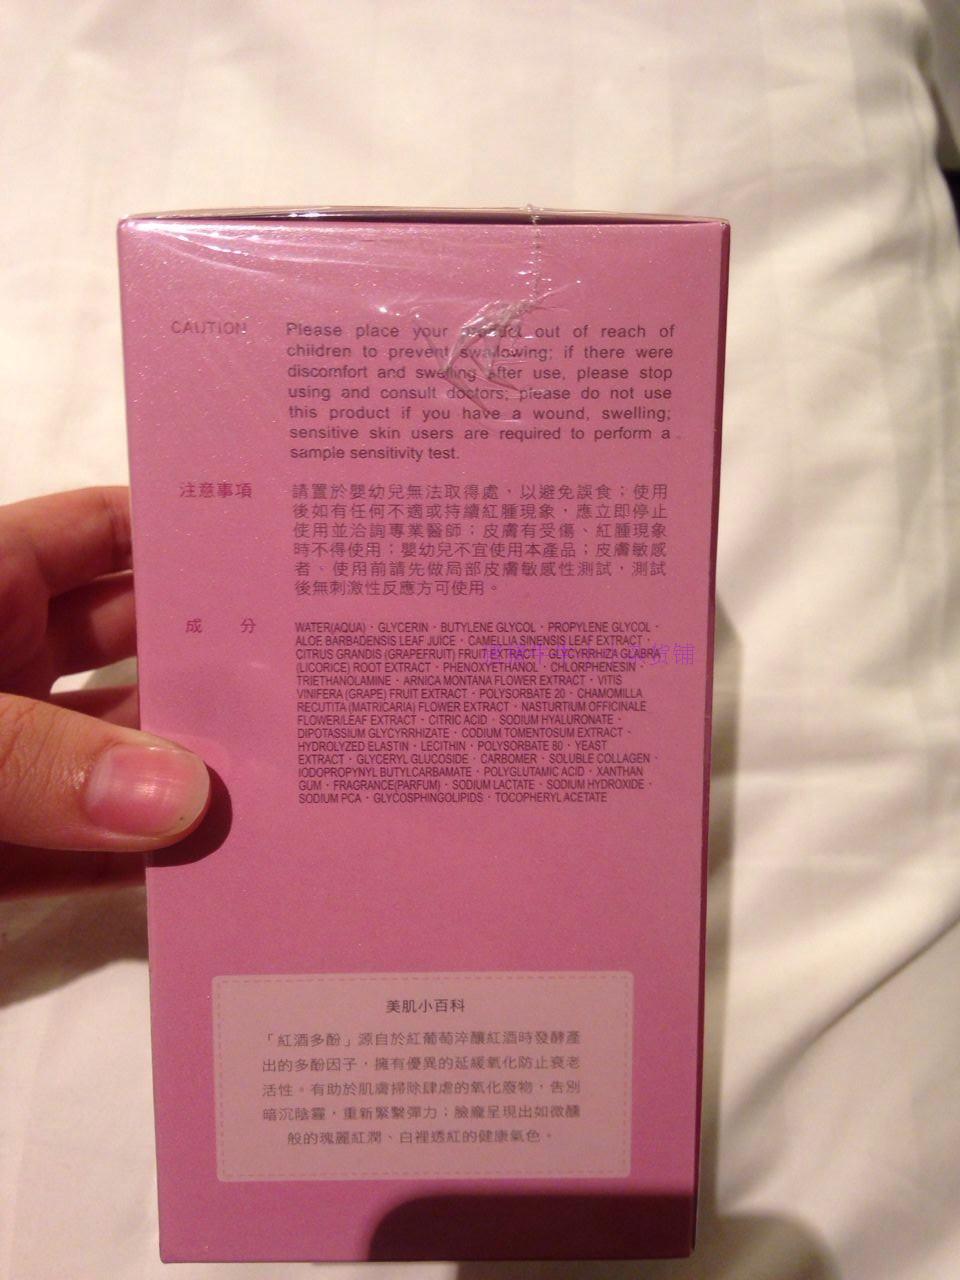 CAUTION
Please place your product out of reach of
children to prevent swallowing; if there were
discomfort and swelling after use, please stop
using and consult doctors; please do not use
this product if you have a wound, swelling;
sensitive skin users are required to perform a
sample sensitivity test.
注意事項
請置於嬰幼兒無法取得處，以避免誤食；使用
後如有任何不適或持續紅腫現象，應立即停止
使用並洽詢專業醫師；皮膚有受傷、紅腫現象
時不得使用；嬰幼兒不宜使用本產品；皮膚敏感
者、使用前請先做局部皮膚敏感性測試，測試
後無刺激性反應方可使用。
成 分
WATER(AQUA)‧GLYCERIN‧BUTYLENE GLYCOL‧PROPYLENE GLYCOL‧
ALOE BARBADENSIS LEAF JUICE‧CAMELLIA SINENSIS LEAF EXTRACT‧
CITRUS GRANDIS (GRAPEFRUIT) FRUIT EXTRACT‧GLYCYRRHIZA GLABRA
(LICORICE) ROOT EXTRACT‧PHENOXYETHANOL‧CHLORPHENESIN‧
TRIETHANOLAMINE‧ARNICA MONTANA FLOWER EXTRACT‧VITIS
VINIFERA (GRAPE) FRUIT EXTRACT‧POLYSORBATE 20‧CHAMOMILLA
RECUTITA (MATRICARIA) FLOWER EXTRACT‧NASTURTIUM OFFICINALE
FLOWER/LEAF EXTRACT‧CITRIC ACID‧SODIUM HYALURONATE‧
DIPOTASSIUM GLYCYRRHIZATE‧CODIUM TOMENTOSUM EXTRACT‧
HYDROLYZED ELASTIN‧LECITHIN‧POLYSORBATE 80‧YEAST
EXTRACT‧GLYCERYL GLUCOSIDE‧CARBOMER‧SOLUBLE COLLAGEN‧
IODOPROPYNYL BUTYLCARBAMATE‧POLYGLUTAMIC ACID‧XANTHAN
GUM‧FRAGRANCE(PARFUM)‧SODIUM LACTATE‧SODIUM HYDROXIDE‧
SODIUM PCA‧GLYCOSPHINGOLIPIDS‧TOCOPHERYL ACETATE
美肌小百科
「紅酒多酚」源自於紅葡萄淬釀紅酒時發酵產
出的多酚因子，擁有優異的延緩氧化防止衰老
活性。有助於肌膚掃除肆虐的氧化廢物，告別
暗沉陰霾，重新緊繫彈力；臉龐呈現出如微醺
般的瑰麗紅潤、白裡透紅的健康氣色。